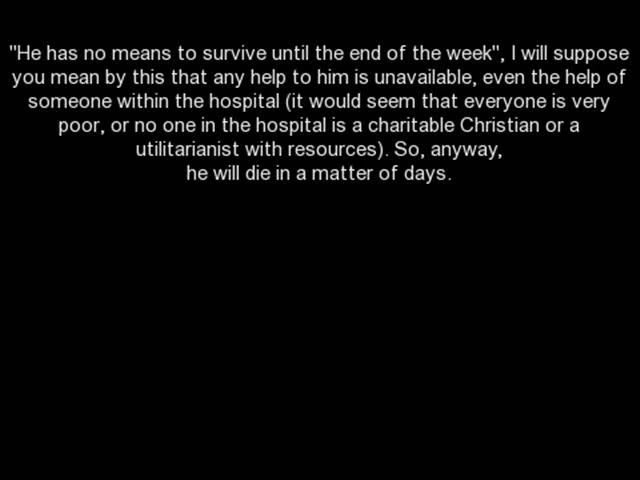 "He has no means to survive until the end of the week", I will suppose
you mean by this that any help to him is unavailable, even the help of
someone within the hospital (it would seem that everyone is very
poor, or no one in the hospital is a charitable Christian or a
utilitarianist with resources). So, anyway,
he will die in a matter of days.